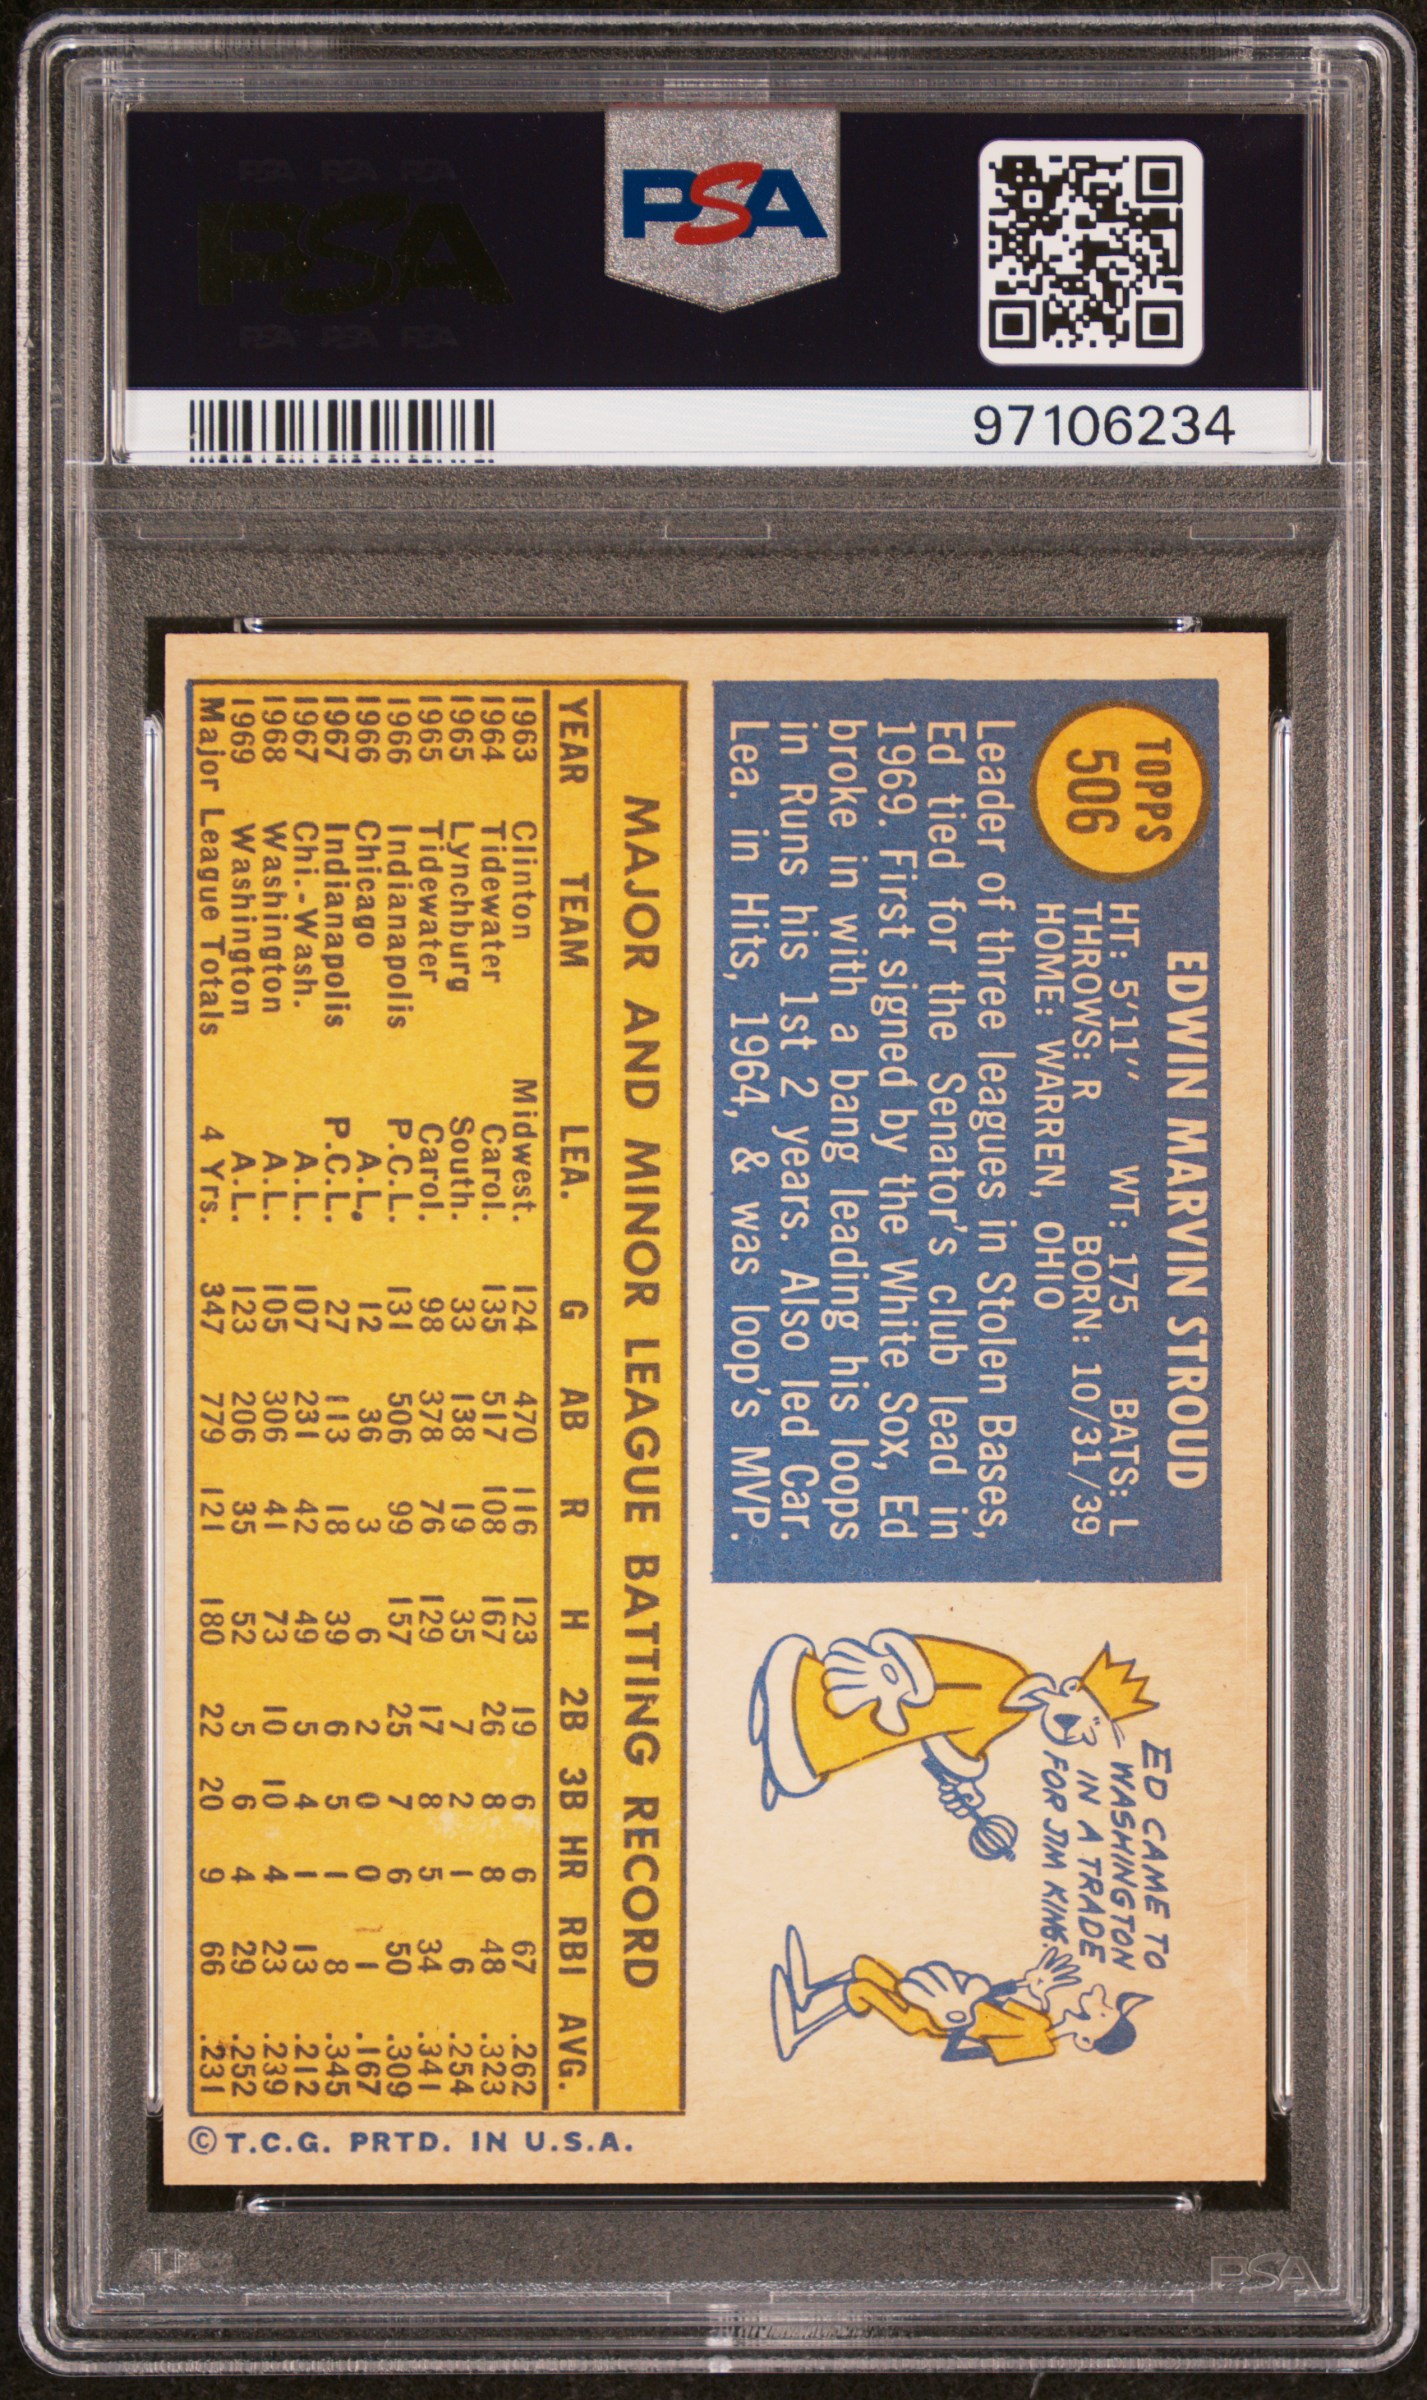 PSA
PSA PSA PSA
PSA
PSA PSA PSA
97106234
TOPPS
506
EDWIN MARVIN STROUD
HT: 5'11" WT: 175 BATS: L
THROWS: R BORN: 10/31/39
HOME: WARREN, OHIO
Leader of three leagues in Stolen Bases,
Ed tied for the Senator's club lead in
1969. First signed by the White Sox, Ed
broke in with a bang leading his loops
in Runs his 1st 2 years. Also led Car.
Lea. in Hits, 1964, & was loop's MVP.
ED CAME TO
WASHINGTON
IN A TRADE
FOR JIM KING.
MAJOR AND MINOR LEAGUE BATTING RECORD
YEAR TEAM LEA. G AB R H 2B 3B HR RBI AVG.
1963 Clinton Midwest. 124 470 116 123 19 6 6 67 .262
1964 Tidewater Carol. 135 517 108 167 26 8 8 48 .323
1965 Lynchburg South. 33 138 19 35 7 2 1 6 .254
1965 Tidewater Carol. 98 378 76 129 17 8 5 34 .341
1966 Indianapolis P.C.L. 131 506 99 157 25 7 6 50 .309
1966 Chicago A.L. 12 36 3 6 2 0 0 1 .167
1967 Indianapolis P.C.L. 27 113 18 39 6 5 1 8 .345
1967 Chi.-Wash. A.L. 107 231 42 49 5 4 1 13 .212
1968 Washington A.L. 105 306 41 73 10 10 4 23 .239
1969 Washington A.L. 123 206 35 52 5 6 4 29 .252
Major League Totals 4 Yrs. 347 779 121 180 22 20 9 66 .231
©T.C.G. PRTD. IN U.S.A.
PSA